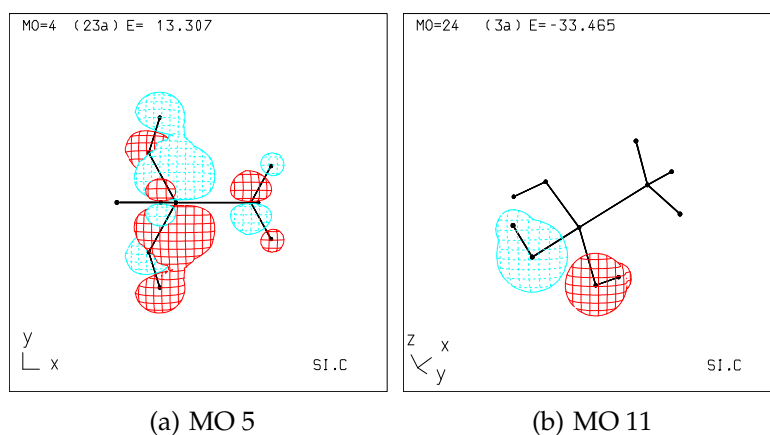 MO=4 (23a) E= 13.307
y
x
SI.C
(a) MO 5
MO=24 (3a) E=-33.465
z
x
y
SI.C
(b) MO 11